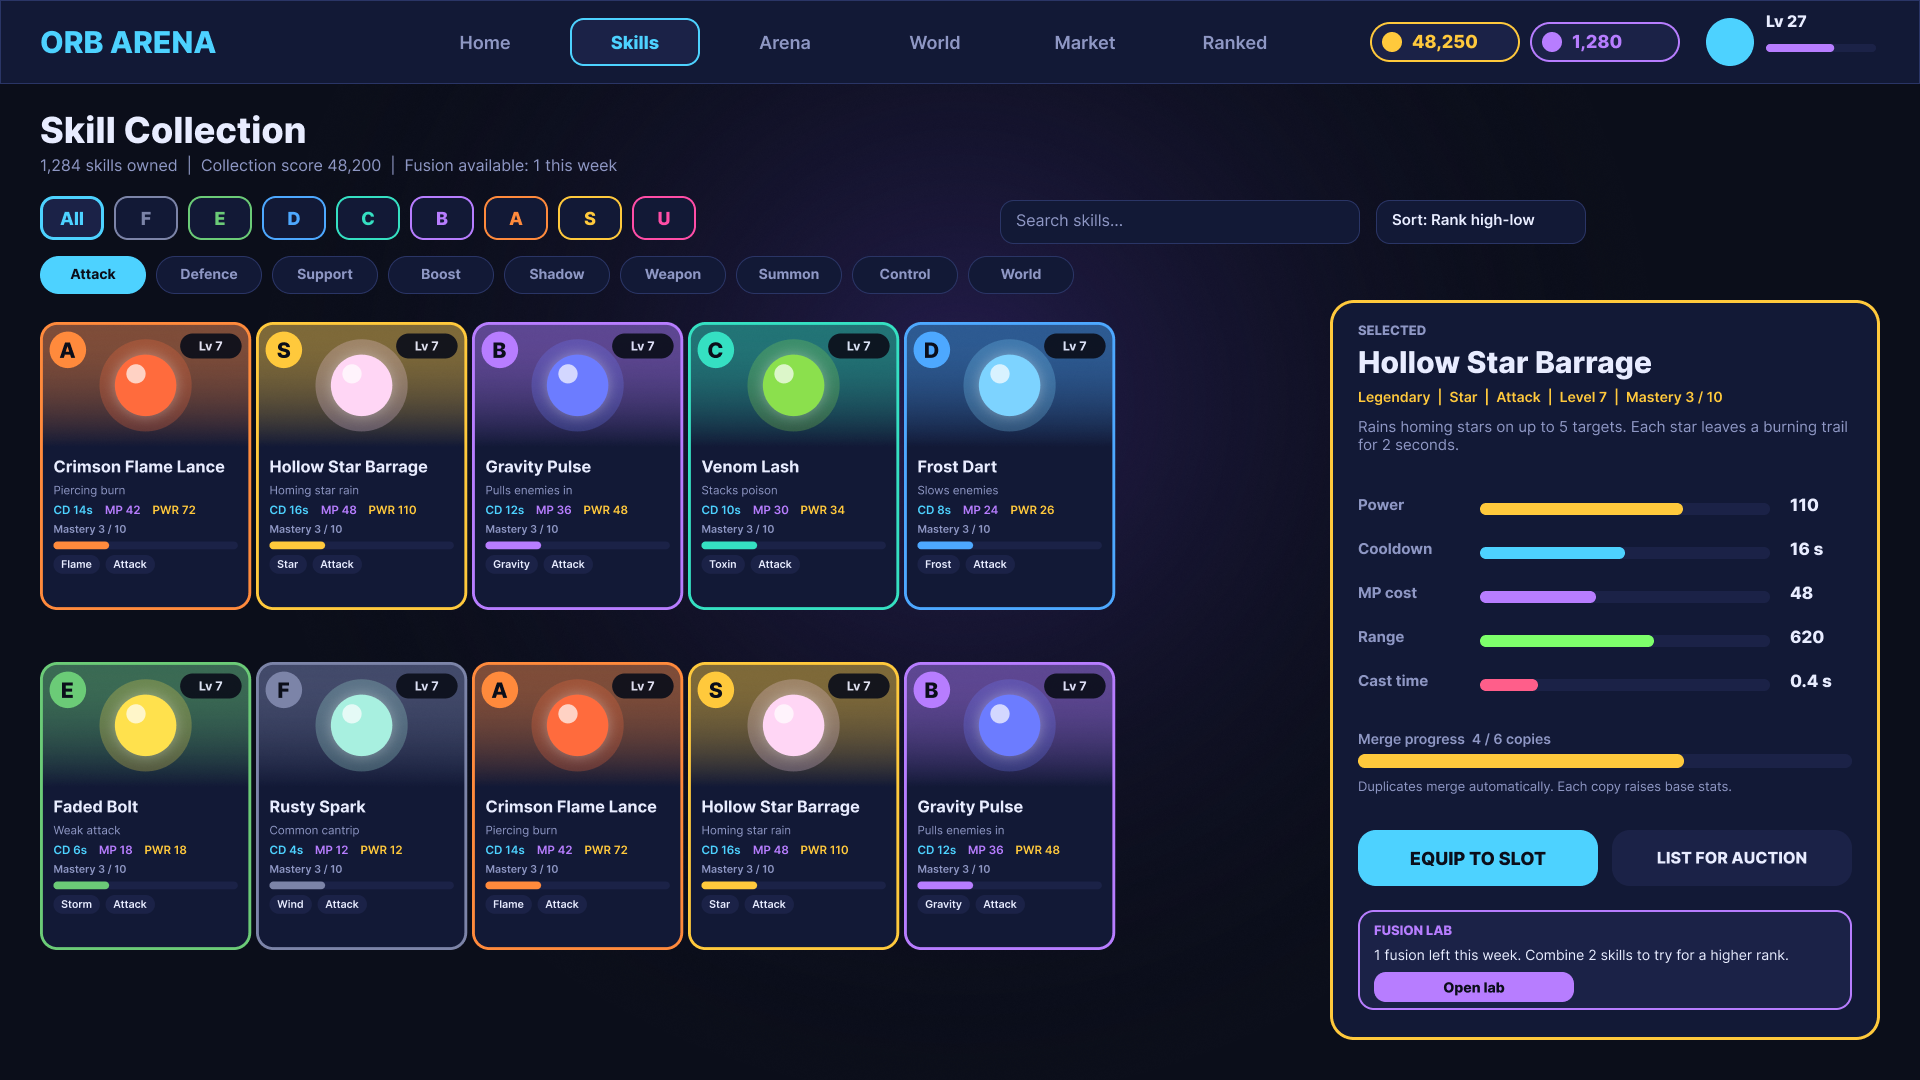 ORB ARENA
Home
Skills
Arena
World
Market
Ranked
48,250
1,280
Lv 27
Skill Collection
1,284 skills owned | Collection score 48,200 | Fusion available: 1 this week
All
F
E
D
C
B
A
S
U
Search skills...
Sort: Rank high-low
Attack
Defence
Support
Boost
Shadow
Weapon
Summon
Control
World
A
Lv 7
Crimson Flame Lance
Piercing burn
CD 14s MP 42 PWR 72
Mastery 3 / 10
Flame Attack
S
Lv 7
Hollow Star Barrage
Homing star rain
CD 16s MP 48 PWR 110
Mastery 3 / 10
Star Attack
B
Lv 7
Gravity Pulse
Pulls enemies in
CD 12s MP 36 PWR 48
Mastery 3 / 10
Gravity Attack
C
Lv 7
Venom Lash
Stacks poison
CD 10s MP 30 PWR 34
Mastery 3 / 10
Toxin Attack
D
Lv 7
Frost Dart
Slows enemies
CD 8s MP 24 PWR 26
Mastery 3 / 10
Frost Attack
E
Lv 7
Faded Bolt
Weak attack
CD 6s MP 18 PWR 18
Mastery 3 / 10
Storm Attack
F
Lv 7
Rusty Spark
Common cantrip
CD 4s MP 12 PWR 12
Mastery 3 / 10
Wind Attack
A
Lv 7
Crimson Flame Lance
Piercing burn
CD 14s MP 42 PWR 72
Mastery 3 / 10
Flame Attack
S
Lv 7
Hollow Star Barrage
Homing star rain
CD 16s MP 48 PWR 110
Mastery 3 / 10
Star Attack
B
Lv 7
Gravity Pulse
Pulls enemies in
CD 12s MP 36 PWR 48
Mastery 3 / 10
Gravity Attack
SELECTED
Hollow Star Barrage
Legendary | Star | Attack | Level 7 | Mastery 3 / 10
Rains homing stars on up to 5 targets. Each star leaves a burning trail
for 2 seconds.
Power 110
Cooldown 16 s
MP cost 48
Range 620
Cast time 0.4 s
Merge progress 4 / 6 copies
Duplicates merge automatically. Each copy raises base stats.
EQUIP TO SLOT
LIST FOR AUCTION
FUSION LAB
1 fusion left this week. Combine 2 skills to try for a higher rank.
Open lab